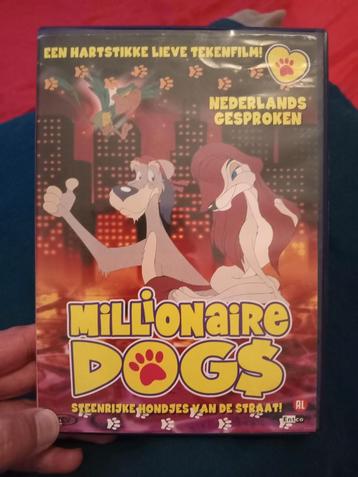 EEN HARTSTIKKE LIEVE TEKENFILM!
NEDERLANDS
GESPROKEN
MiLLiONAiRE
DOG$
STEENRIJKE HONDJES VAN DE STRAAT!
AL